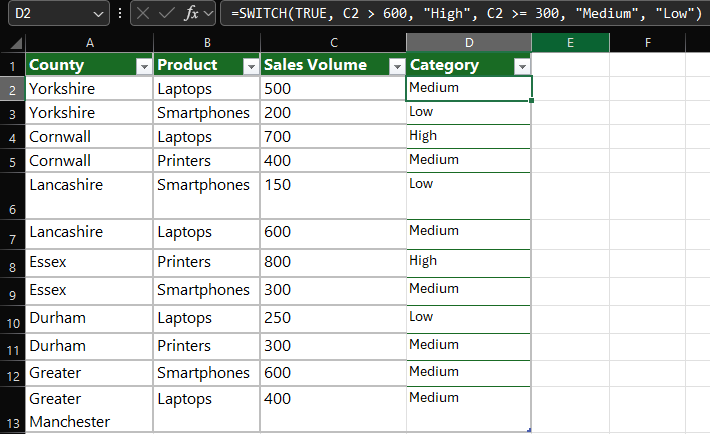 D2 fx =SWITCH(TRUE, C2 > 600, "High", C2 >= 300, "Medium", "Low")
A B C D E F
1 County Product Sales Volume Category
2 Yorkshire Laptops 500 Medium
3 Yorkshire Smartphones 200 Low
4 Cornwall Laptops 700 High
5 Cornwall Printers 400 Medium
6 Lancashire Smartphones 150 Low
7 Lancashire Laptops 600 Medium
8 Essex Printers 800 High
9 Essex Smartphones 300 Medium
10 Durham Laptops 250 Low
11 Durham Printers 300 Medium
12 Greater Smartphones 600 Medium
Greater Laptops 400 Medium
13 Manchester